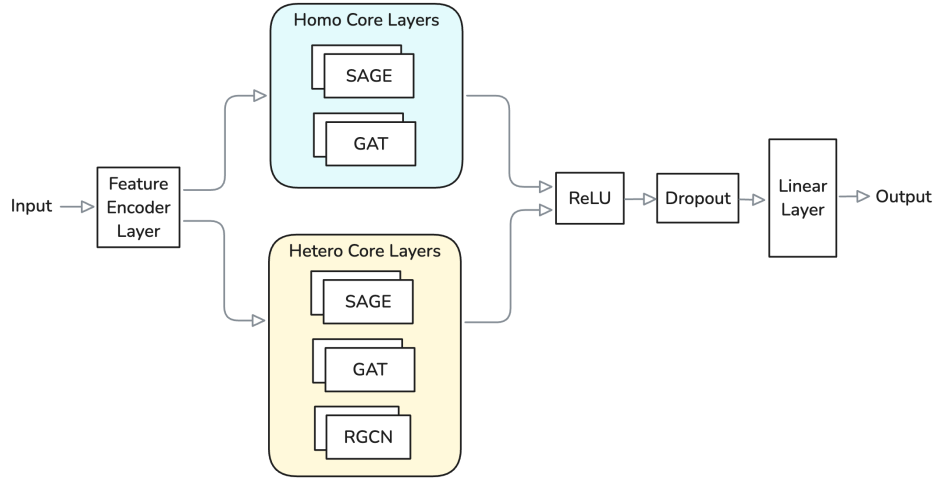 Input
Feature
Encoder
Layer
Homo Core Layers
SAGE
GAT
Hetero Core Layers
SAGE
GAT
RGCN
ReLU
Dropout
Linear
Layer
Output